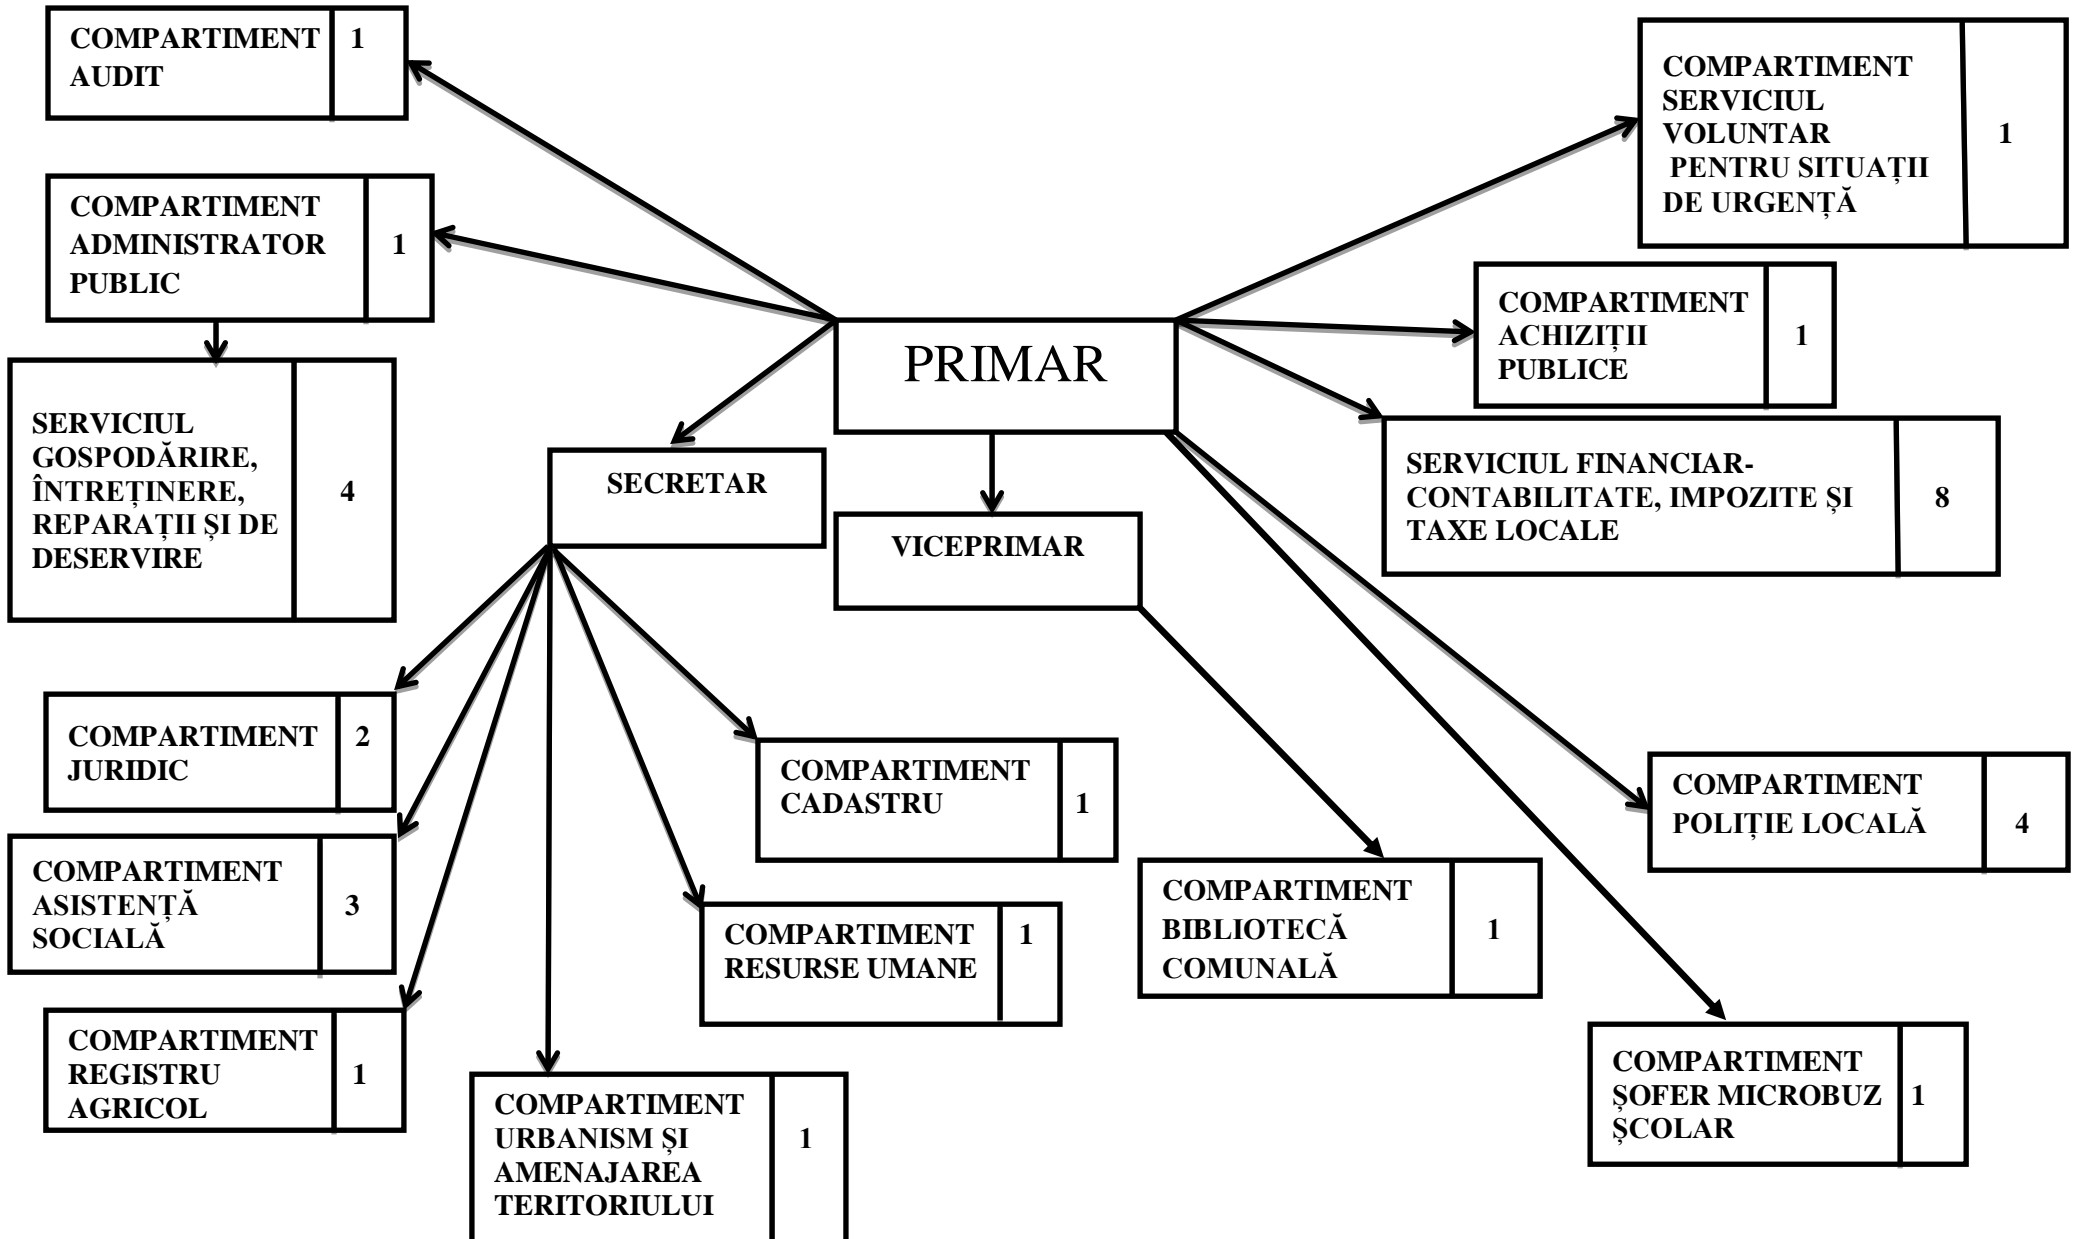 COMPARTIMENT 1
AUDIT
COMPARTIMENT
ADMINISTRATOR 1
PUBLIC
SERVICIUL
GOSPODĂRIRE,
ÎNTREȚINERE, 4
REPARAȚII ȘI DE
DESERVIRE
PRIMAR
SECRETAR
VICEPRIMAR
COMPARTIMENT
SERVICIUL
VOLUNTAR 1
PENTRU SITUAȚII
DE URGENȚĂ
COMPARTIMENT
ACHIZIȚII 1
PUBLICE
SERVICIUL FINANCIAR-
CONTABILITATE, IMPOZITE ȘI 8
TAXE LOCALE
COMPARTIMENT 2
JURIDIC
COMPARTIMENT
ASISTENȚĂ 3
SOCIALĂ
COMPARTIMENT
REGISTRU 1
AGRICOL
COMPARTIMENT
URBANISM ȘI 1
AMENAJAREA
TERITORIULUI
COMPARTIMENT 1
RESURSE UMANE
COMPARTIMENT
CADASTRU 1
COMPARTIMENT
BIBLIOTECĂ 1
COMUNALĂ
COMPARTIMENT
POLIȚIE LOCALĂ 4
COMPARTIMENT
ȘOFER MICROBUZ 1
ȘCOLAR